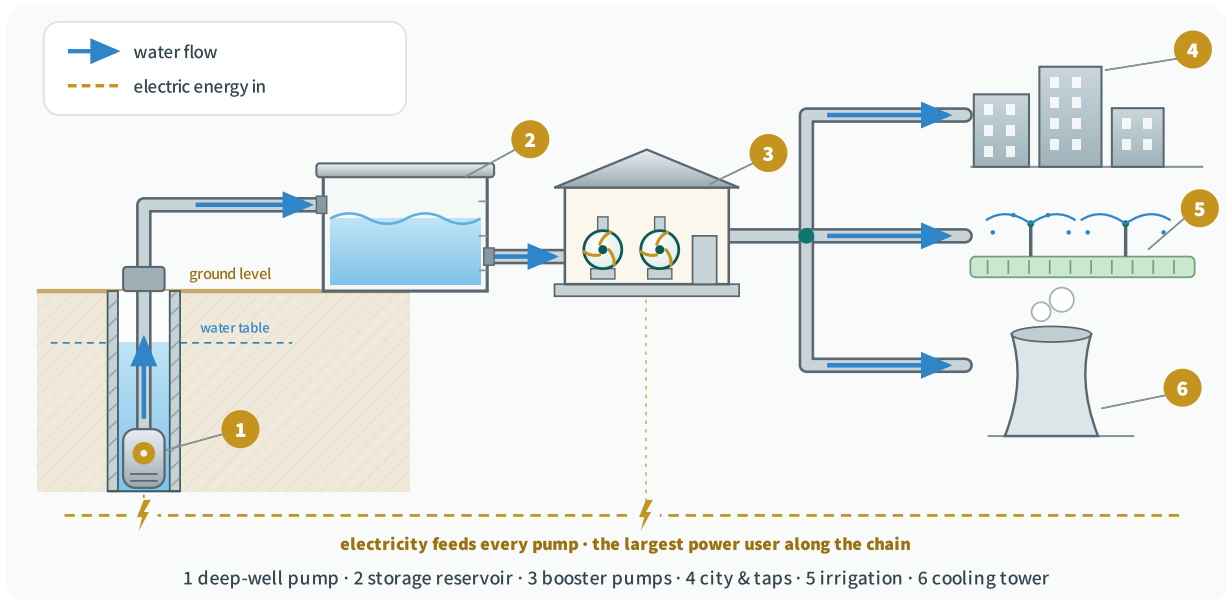 water flow
electric energy in
4
2
3
5
ground level
water table
6
1
electricity feeds every pump · the largest power user along the chain
1 deep-well pump · 2 storage reservoir · 3 booster pumps · 4 city & taps · 5 irrigation · 6 cooling tower